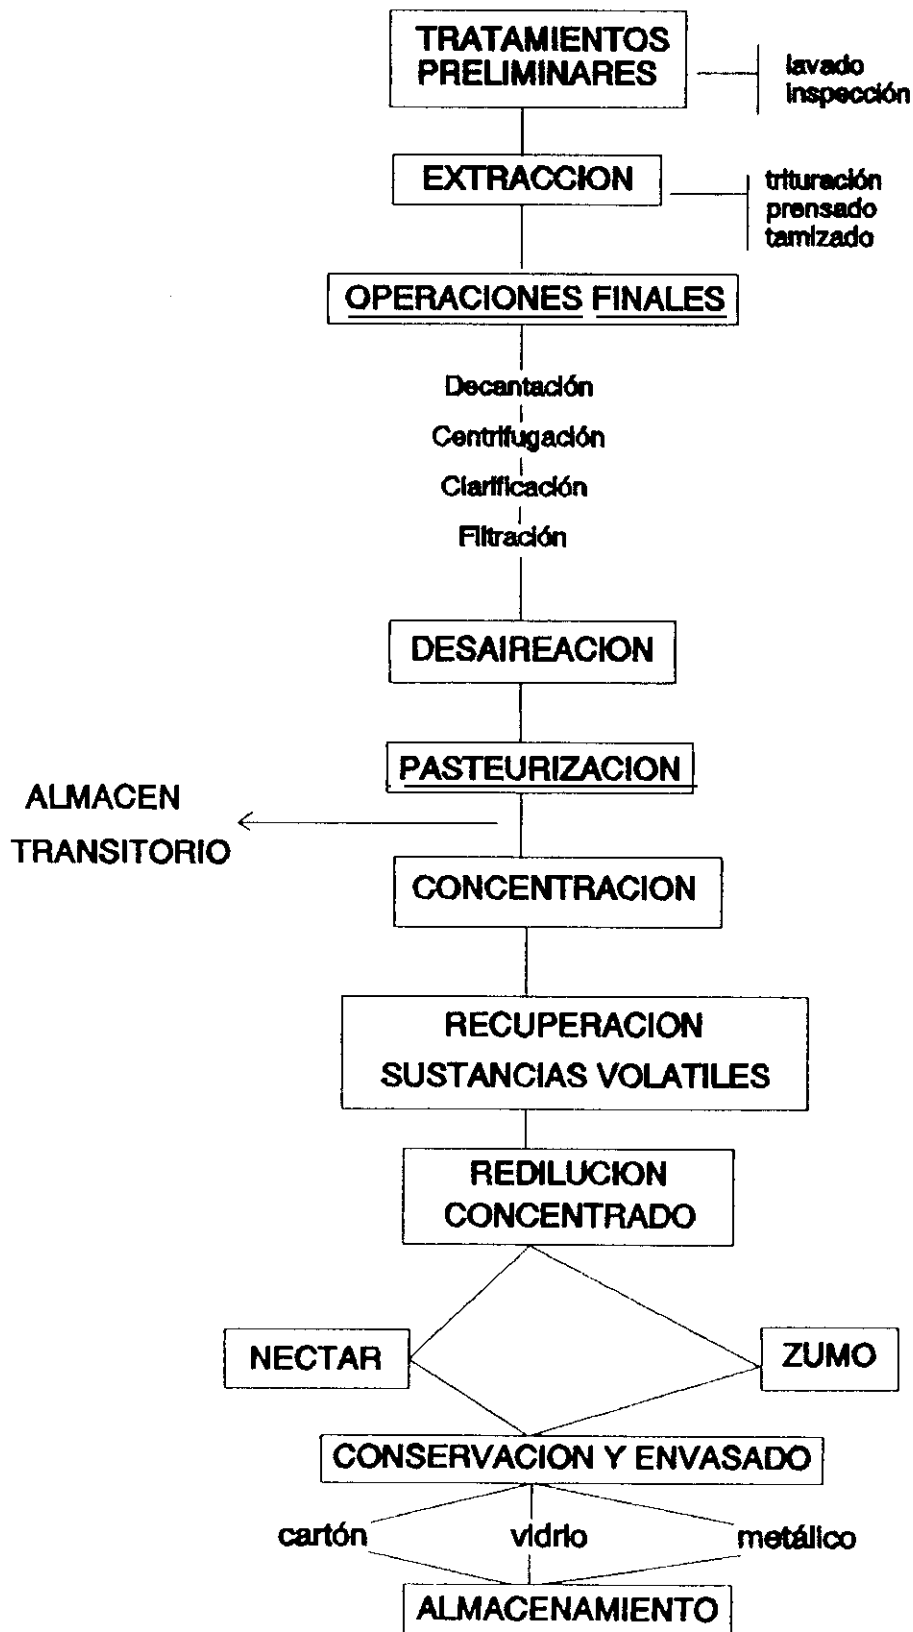 TRATAMIENTOS
PRELIMINARES
lavado
inspección
EXTRACCION
trituración
prensado
tamizado
OPERACIONES FINALES
Decantación
Centrifugación
Clarificación
Filtración
DESAIREACION
PASTEURIZACION
ALMACEN
TRANSITORIO
CONCENTRACION
RECUPERACION
SUSTANCIAS VOLATILES
REDILUCION
CONCENTRADO
NECTAR
ZUMO
CONSERVACION Y ENVASADO
cartón vidrio metálico
ALMACENAMIENTO